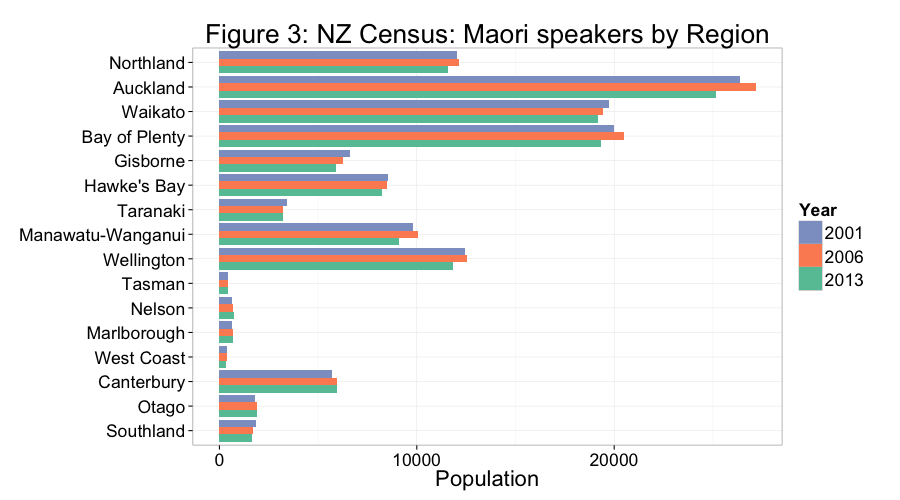 Figure 3: NZ Census: Maori speakers by Region
Northland
Auckland
Waikato
Bay of Plenty
Gisborne
Hawke's Bay
Taranaki
Manawatu-Wanganui
Wellington
Tasman
Nelson
Marlborough
West Coast
Canterbury
Otago
Southland
0 10000 20000
Population
Year
2001
2006
2013